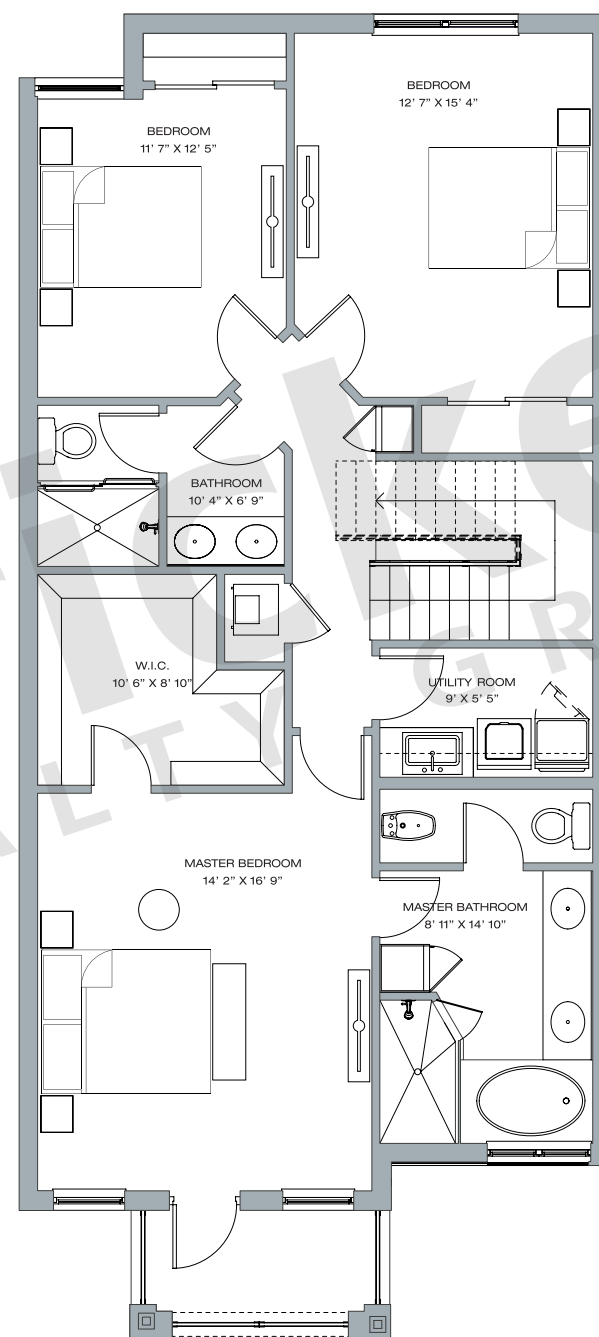 BEDROOM
12' 7" X 15' 4"
BEDROOM
11' 7" X 12' 5"
BATHROOM
10' 4" X 6' 9"
W.I.C.
10' 6" X 8' 10"
UTILITY ROOM
9' X 5' 5"
MASTER BEDROOM
14' 2" X 16' 9"
MASTER BATHROOM
8' 11" X 14' 10"